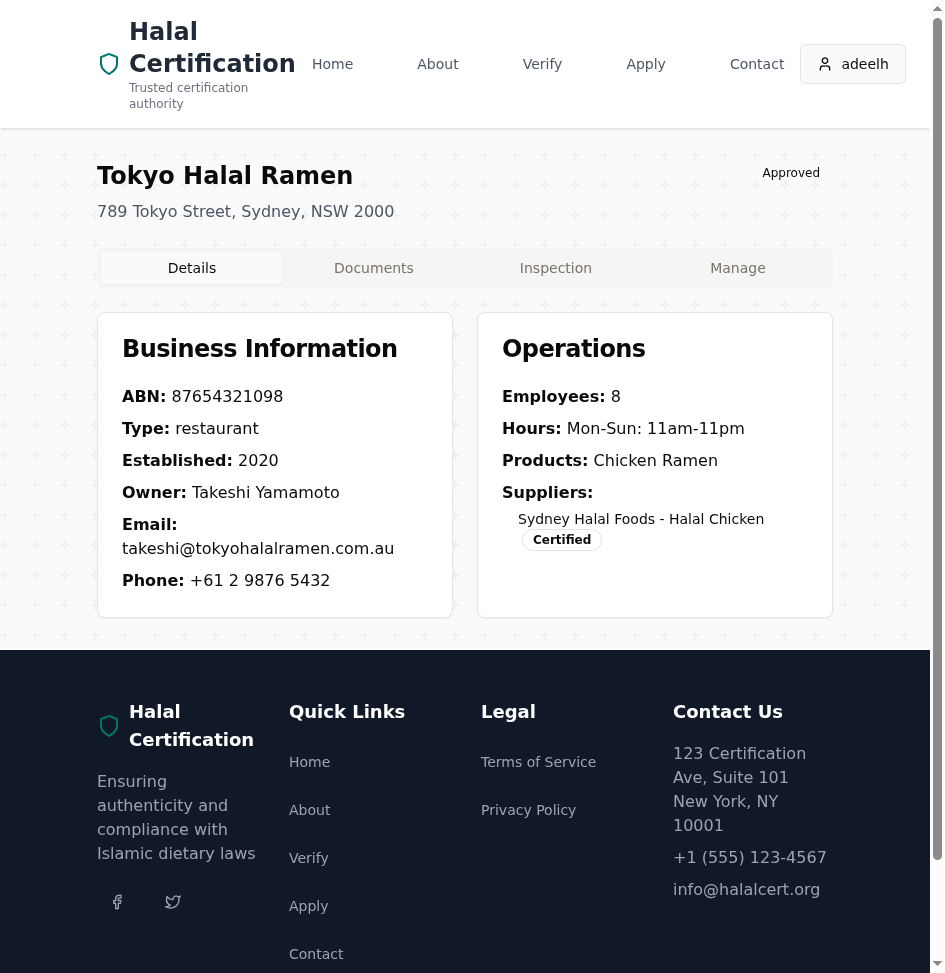 Halal
Certification
Trusted certification
authority
Home
About
Verify
Apply
Contact
adeelh
Tokyo Halal Ramen
Approved
789 Tokyo Street, Sydney, NSW 2000
Details
Documents
Inspection
Manage
Business Information
ABN: 87654321098
Type: restaurant
Established: 2020
Owner: Takeshi Yamamoto
Email:
takeshi@tokyohalalramen.com.au
Phone: +61 2 9876 5432
Operations
Employees: 8
Hours: Mon-Sun: 11am-11pm
Products: Chicken Ramen
Suppliers:
Sydney Halal Foods - Halal Chicken
Certified
Halal
Certification
Ensuring
authenticity and
compliance with
Islamic dietary laws
Quick Links
Home
About
Verify
Apply
Contact
Legal
Terms of Service
Privacy Policy
Contact Us
123 Certification
Ave, Suite 101
New York, NY
10001
+1 (555) 123-4567
info@halalcert.org